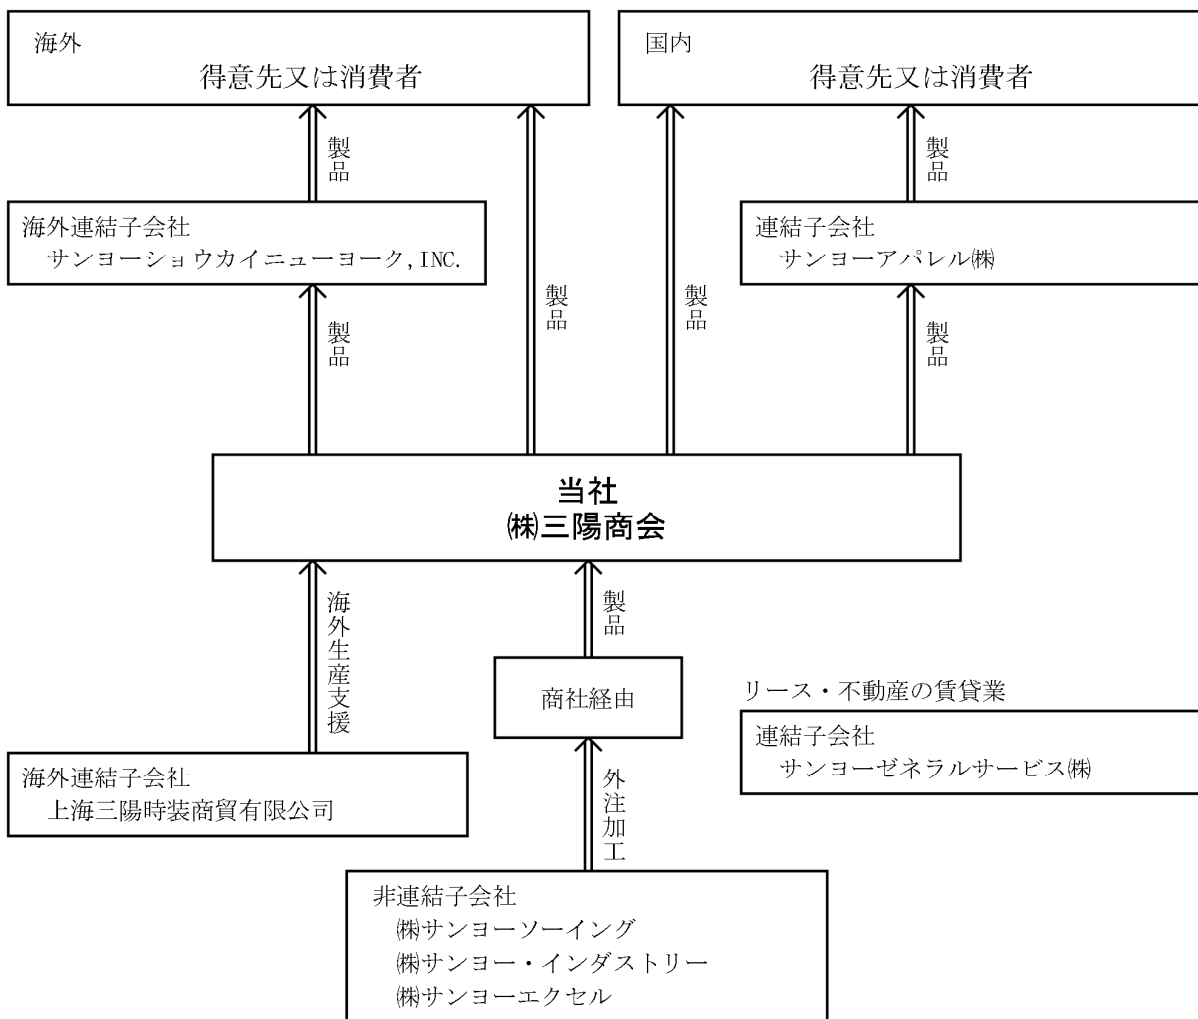 海外
得意先又は消費者
国内
得意先又は消費者
製品
製品
海外連結子会社
サンヨーショウカイニューヨーク,INC.
連結子会社
サンヨーアパレル㈱
製品
製品
製品
製品
当社
㈱三陽商会
海外生産支援
製品
商社経由
リース・不動産の賃貸業
連結子会社
サンヨーゼネラルサービス㈱
海外連結子会社
上海三陽時装商貿有限公司
外注加工
非連結子会社
㈱サンヨーソーイング
㈱サンヨー・インダストリー
㈱サンヨーエクセル